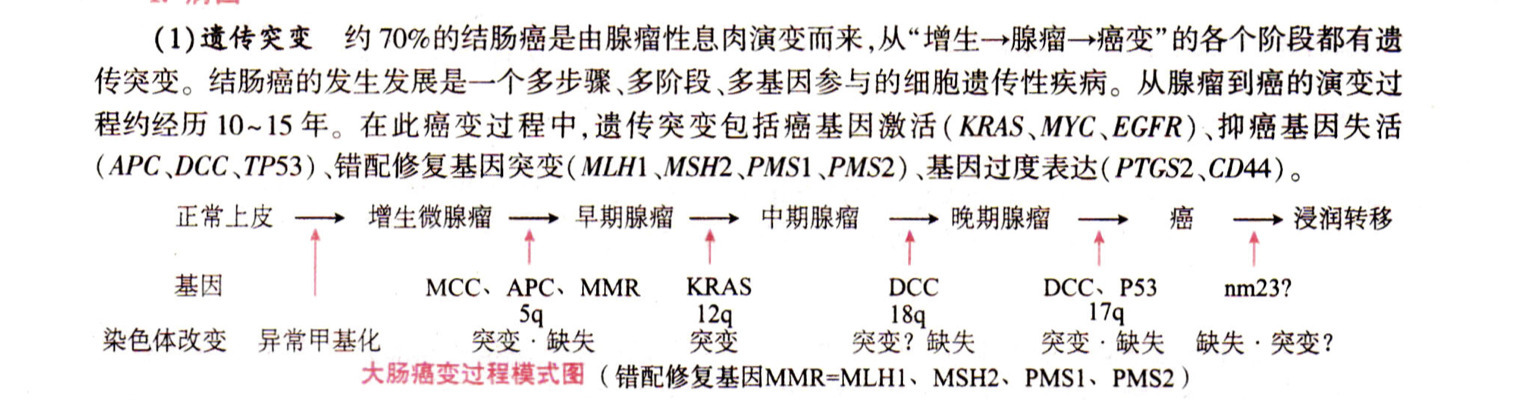 (1)遗传突变 约70%的结肠癌是由腺瘤性息肉演变而来,从“增生→腺瘤→癌变”的各个阶段都有遗
传突变。结肠癌的发生发展是一个多步骤、多阶段、多基因参与的细胞遗传性疾病。从腺瘤到癌的演变过
程约经历10~15年。在此癌变过程中,遗传突变包括癌基因激活(KRAS、MYC、EGFR)、抑癌基因失活
(APC、DCC、TP53)、错配修复基因突变(MLH1、MSH2、PMS1、PMS2)、基因过度表达(PTGS2、CD44)。
正常上皮 → 增生微腺瘤 → 早期腺瘤 → 中期腺瘤 → 晚期腺瘤 → 癌 → 浸润转移
基因 MCC、APC、MMR KRAS DCC DCC、P53 nm23?
5q 12q 18q 17q
染色体改变 异常甲基化 突变·缺失 突变 突变?缺失 突变·缺失 缺失·突变?
大肠癌变过程模式图(错配修复基因MMR=MLH1、MSH2、PMS1、PMS2)